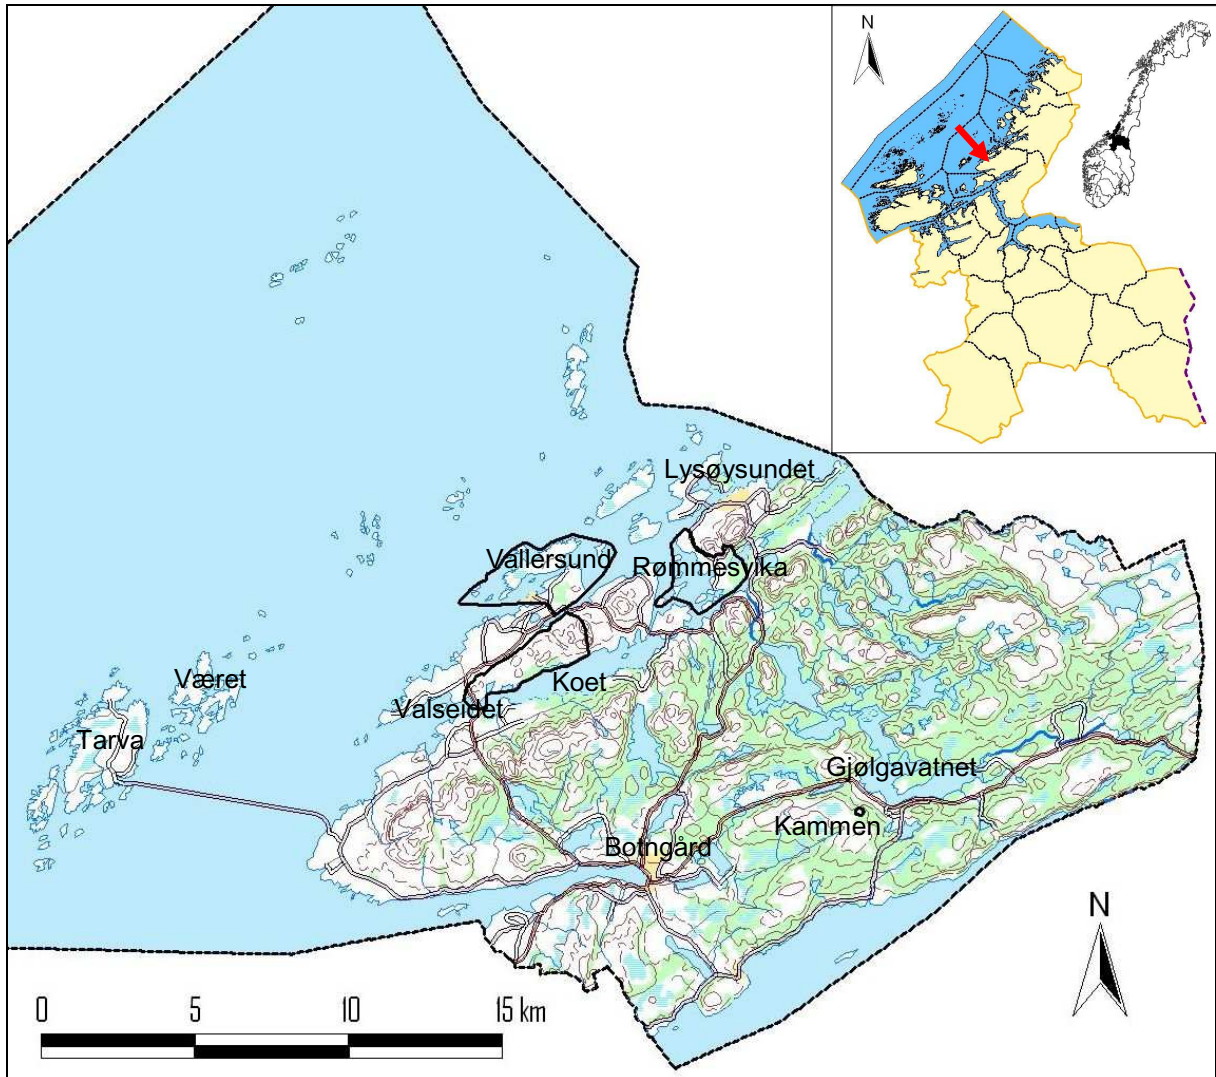 N
Lysøysundet
Vallersund
Rømmesvika
Været
Koet
Valseidet
Tarva
Gjølgavatnet
Kammen
Botngård
N
0 5 10 15 km